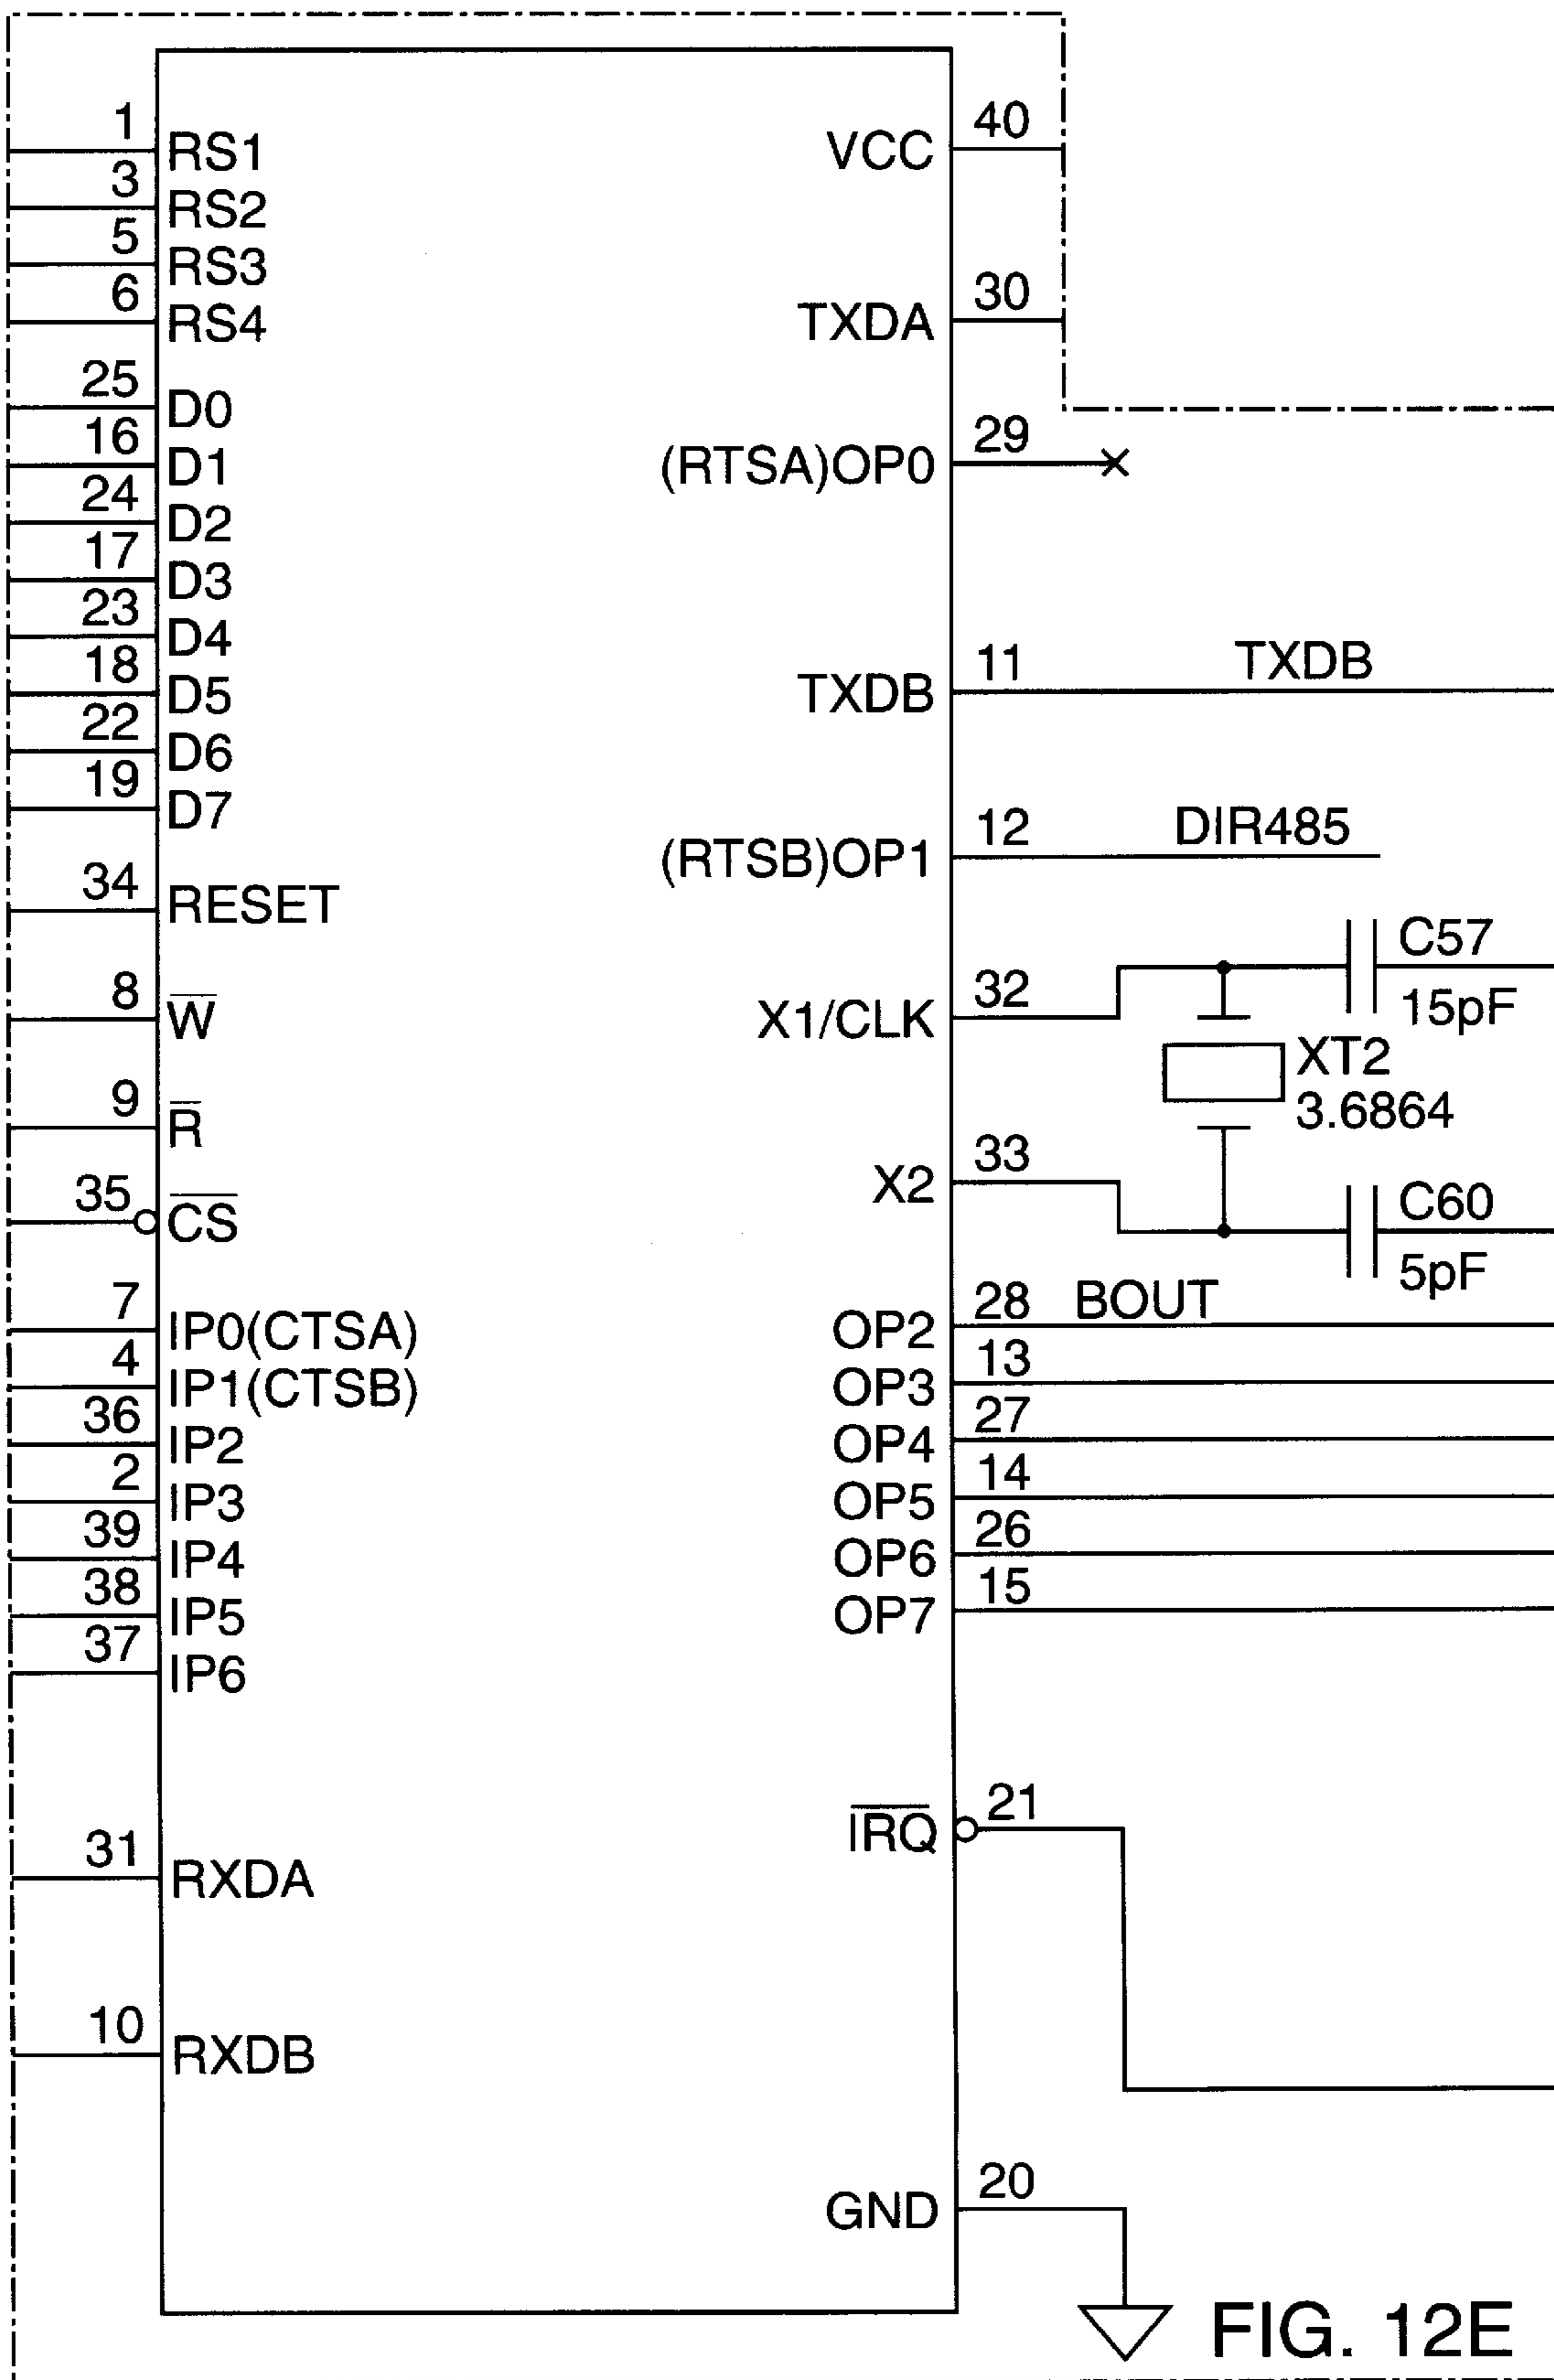 1
RS1
3
RS2
5
RS3
6
RS4
25
D0
16
D1
24
D2
17
D3
23
D4
18
D5
22
D6
19
D7
34
RESET
8
W
9
R
35
CS
7
IP0(CTSA)
4
IP1(CTSB)
36
IP2
2
IP3
39
IP4
38
IP5
37
IP6
31
RXDA
10
RXDB
VCC 40
TXDA 30
(RTSA)OP0 29
TXDB 11 TXDB
(RTSB)OP1 12 DIR485
X1/CLK 32
C57
15pF
XT2
3.6864
X2 33
C60
5pF
OP2 28 BOUT
OP3 13
OP4 27
OP5 14
OP6 26
OP7 15
IRQ 21
GND 20
FIG. 12E